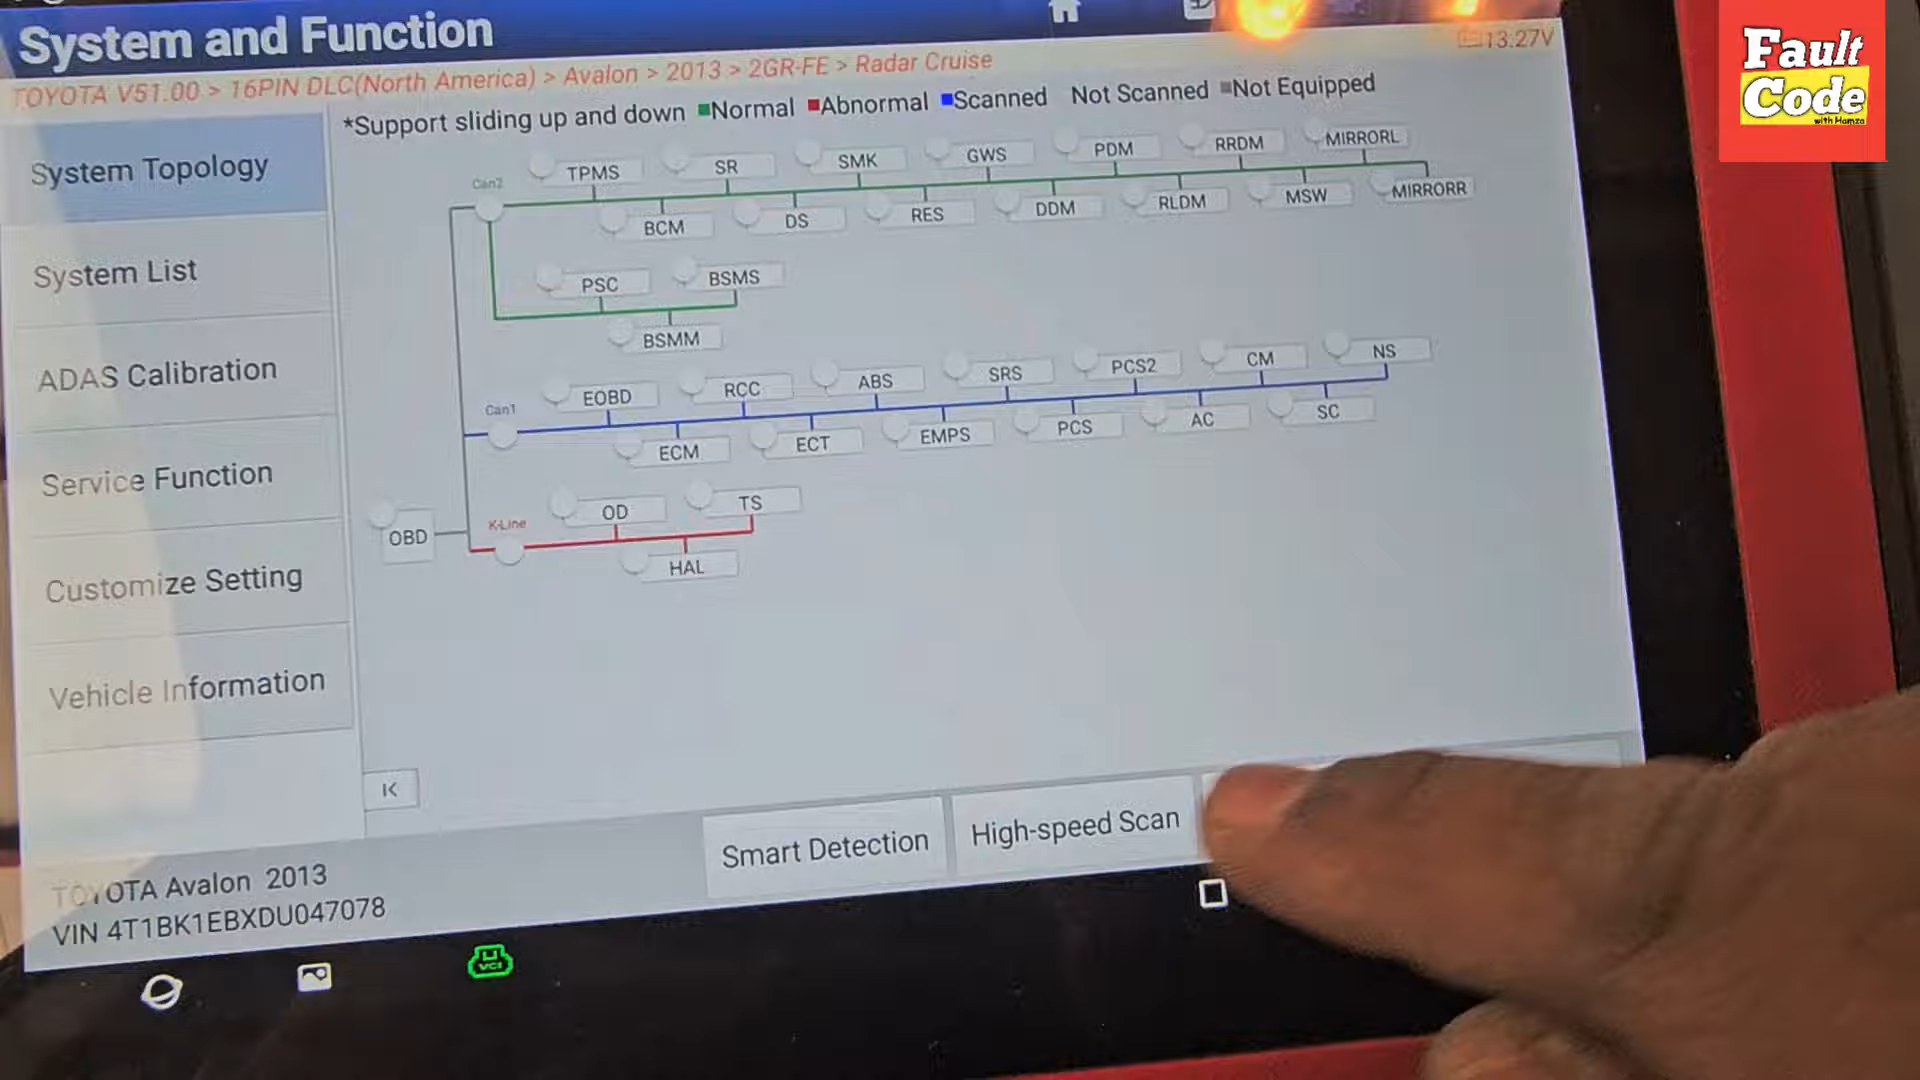 System and Function
TOYOTA V51.00 > 16PIN DLC(North America) > Avalon > 2013 > 2GR-FE > Radar Cruise
13.27V
*Support sliding up and down Normal Abnormal Scanned Not Scanned Not Equipped
System Topology
System List
ADAS Calibration
Service Function
Customize Setting
Vehicle Information
Can2
TPMS SR SMK GWS PDM RRDM MIRRORL
BCM DS RES DDM RLDM MSW MIRRORR
PSC BSMS
BSMM
Can1
EOBD RCC ABS SRS PCS2 CM NS
ECM ECT EMPS PCS AC SC
K-Line
OD TS
HAL
OBD
Smart Detection
High-speed Scan
TOYOTA Avalon 2013
VIN 4T1BK1EBXDU047078
VCI
Fault
Code
with Hamza